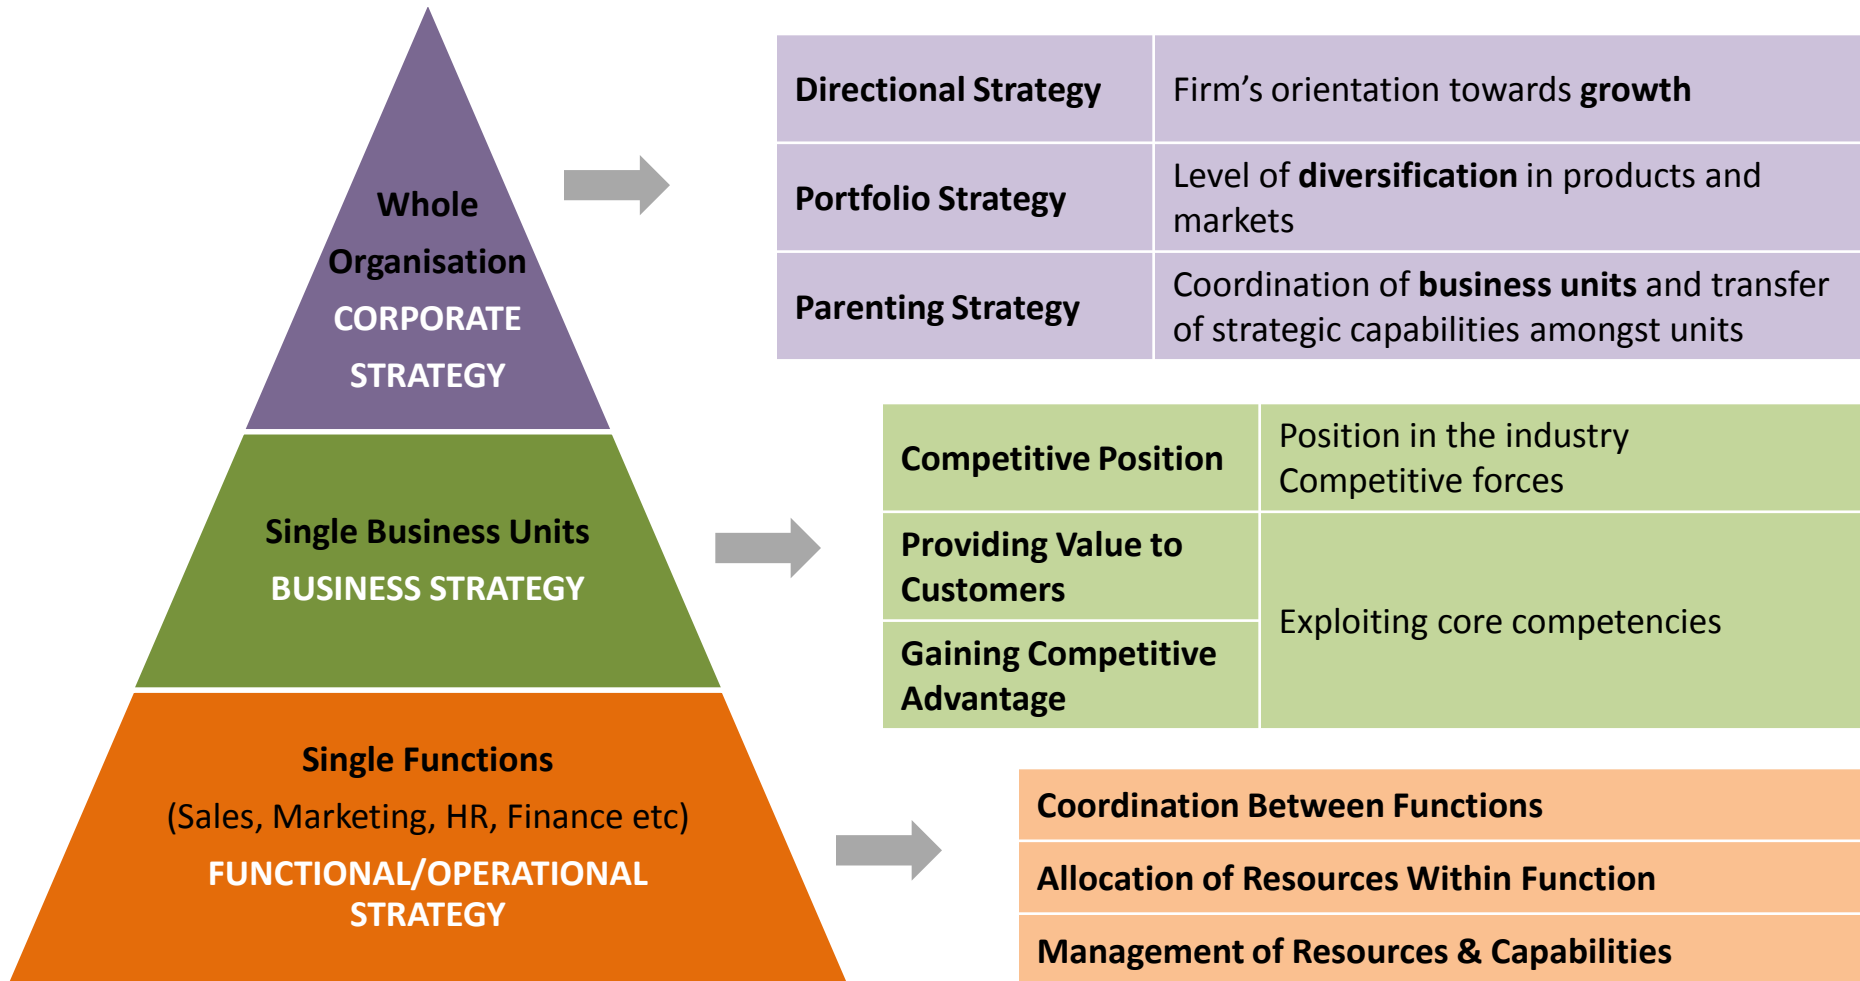 Whole
Organisation
CORPORATE
STRATEGY
Directional Strategy
Firm’s orientation towards growth
Portfolio Strategy
Level of diversification in products and
markets
Parenting Strategy
Coordination of business units and transfer
of strategic capabilities amongst units
Single Business Units
BUSINESS STRATEGY
Competitive Position
Position in the industry
Competitive forces
Providing Value to
Customers
Gaining Competitive
Advantage
Exploiting core competencies
Single Functions
(Sales, Marketing, HR, Finance etc)
FUNCTIONAL/OPERATIONAL
STRATEGY
Coordination Between Functions
Allocation of Resources Within Function
Management of Resources & Capabilities